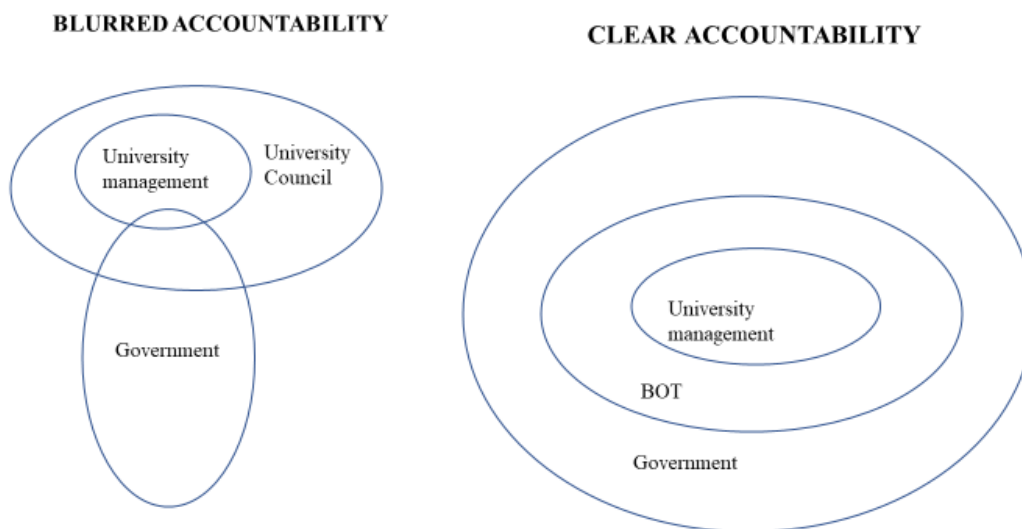 BLURRED ACCOUNTABILITY
University
management
University
Council
Government
CLEAR ACCOUNTABILITY
University
management
BOT
Government